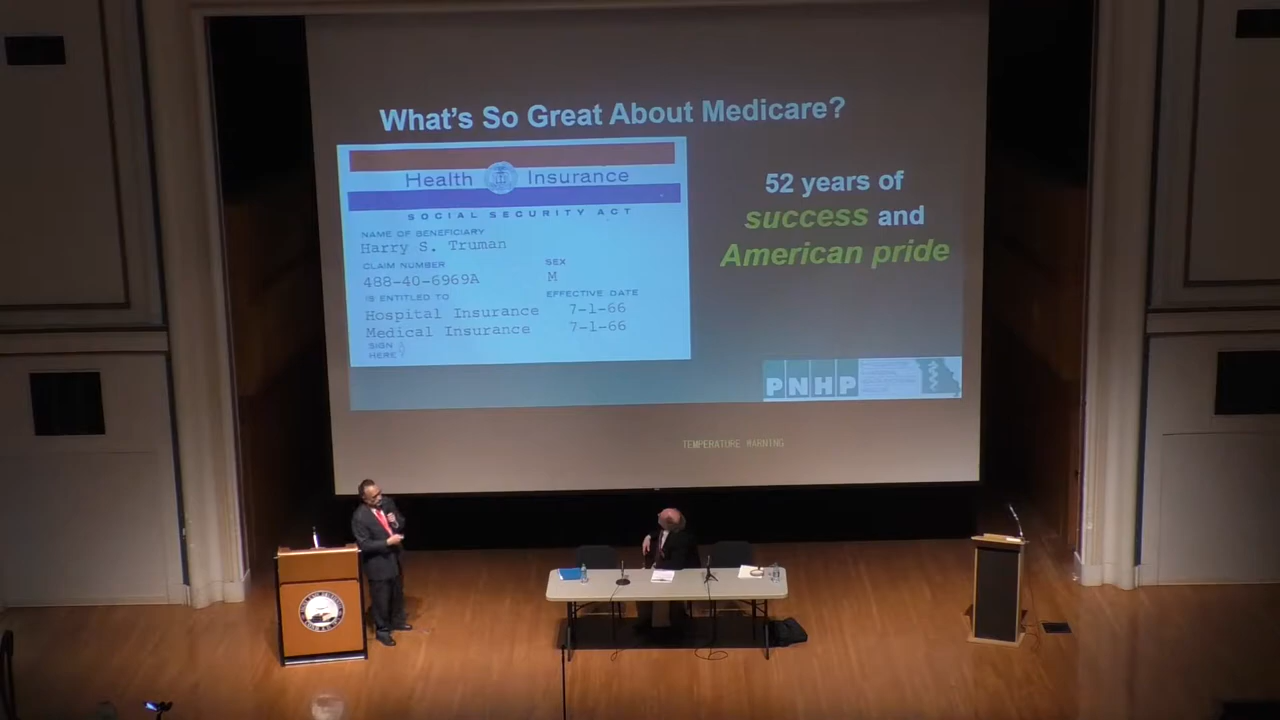 What's So Great About Medicare?
Health Insurance
SOCIAL SECURITY ACT
NAME OF BENEFICIARY
Harry S. Truman
CLAIM NUMBER
SEX
488-40-6969A
M
IS ENTITLED TO
EFFECTIVE DATE
Hospital Insurance
7-1-66
Medical Insurance
7-1-66
SIGN
HERE
52 years of
success and
American pride
PNHP
TEMPERATURE WARNING